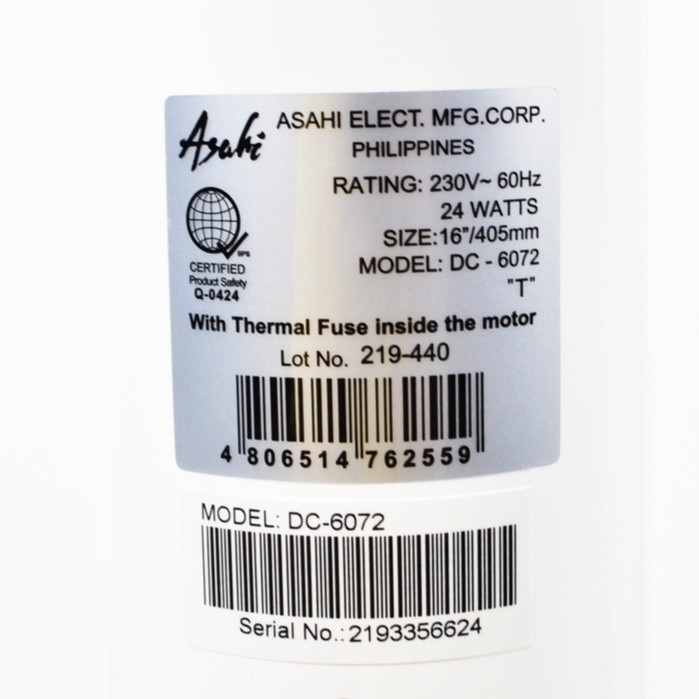 Asahi
ASAHI ELECT. MFG.CORP.
PHILIPPINES
RATING: 230V~ 60Hz
24 WATTS
SIZE:16"/405mm
MODEL: DC - 6072
"T"
BPS
CERTIFIED
Product Safety
Q-0424
With Thermal Fuse inside the motor
Lot No. 219-440
4 806514 762559
MODEL: DC-6072
Serial No.: 2193356624